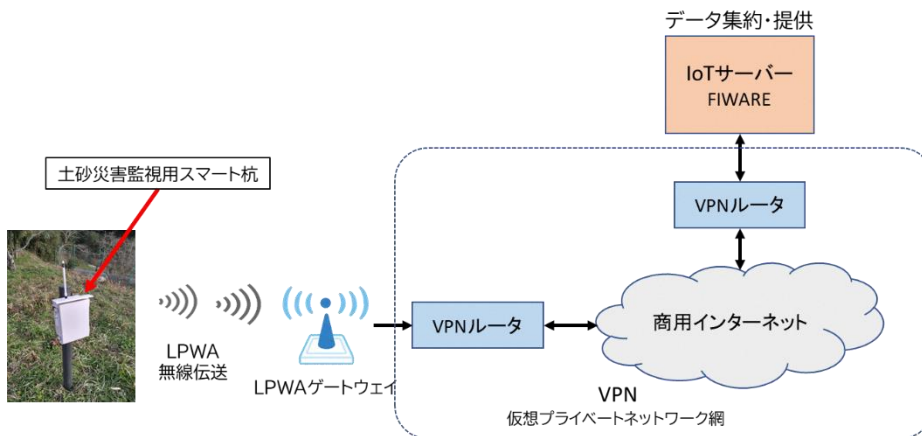 データ集約・提供
IoTサーバー
FIWARE
土砂災害監視用スマート杭
VPNルータ
VPNルータ
商用インターネット
LPWA
無線伝送
LPWAゲートウェイ
VPN
仮想プライベートネットワーク網